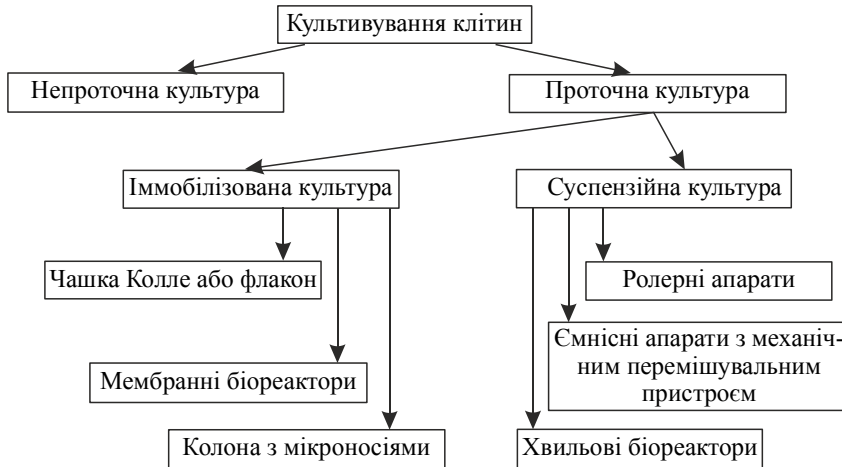 Культивування клітин
Непроточна культура
Проточна культура
Іммобілізована культура
Суспензійна культура
Чашка Колле або флакон
Ролерні апарати
Ємнісні апарати з механіч-
ним перемішувальним
пристроєм
Мембранні біореактори
Колона з мікроносіями
Хвильові біореактори